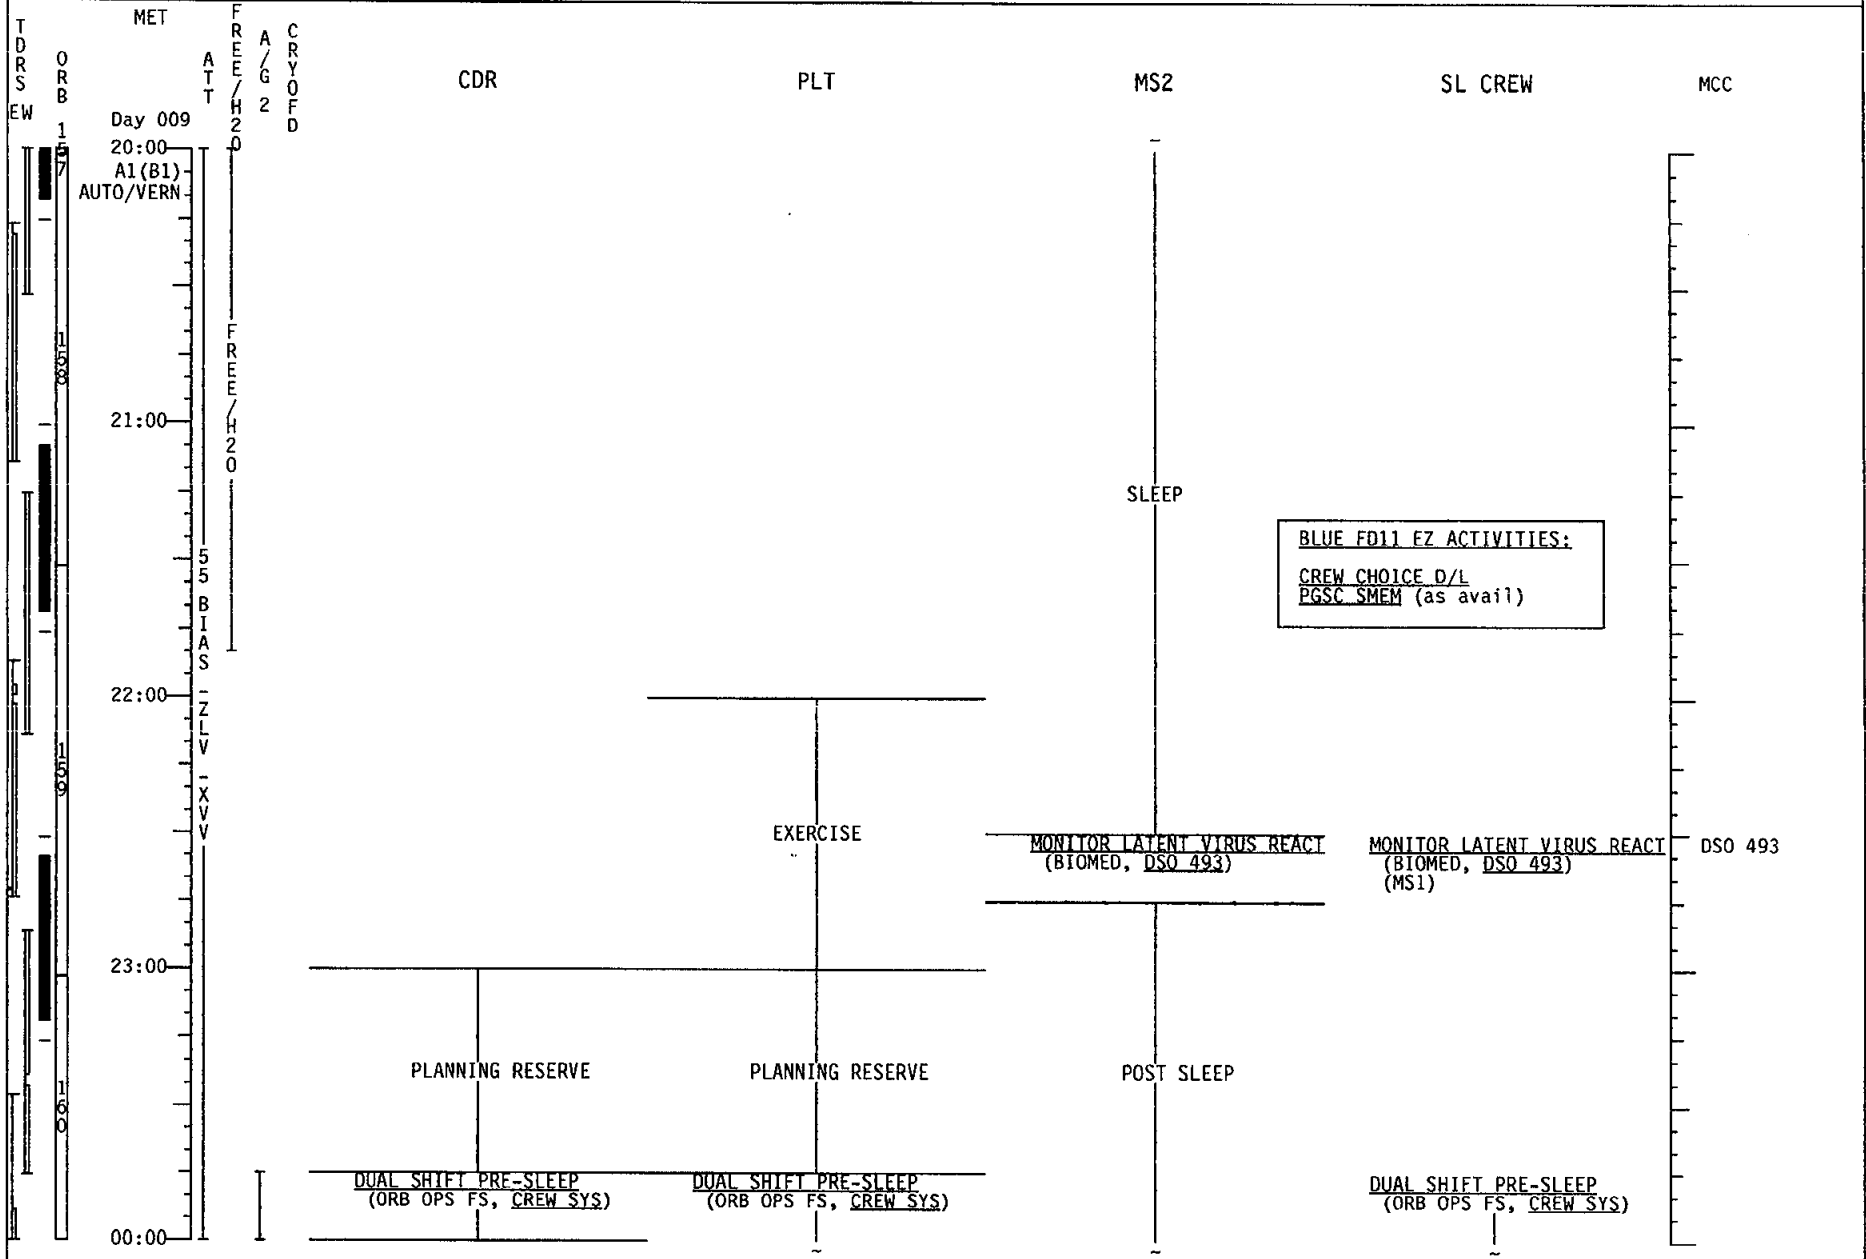 MET
TDRS
EW
ORB
ATT
FREE/H20
A/G 2
CRYOFD
CDR
PLT
MS2
SL CREW
MCC
Day 009
20:00
A1(B1)
AUTO/VERN
157
FREE/H20
158
21:00
SLEEP
BLUE FD11 EZ ACTIVITIES:
CREW CHOICE D/L
PGSC SMEM (as avail)
55 BIAS -ZLV -XVV
22:00
159
EXERCISE
MONITOR LATENT VIRUS REACT
(BIOMED, DSO 493)
MONITOR LATENT VIRUS REACT
(BIOMED, DSO 493)
(MS1)
DSO 493
23:00
PLANNING RESERVE
PLANNING RESERVE
POST SLEEP
160
DUAL SHIFT PRE-SLEEP
(ORB OPS FS, CREW SYS)
DUAL SHIFT PRE-SLEEP
(ORB OPS FS, CREW SYS)
DUAL SHIFT PRE-SLEEP
(ORB OPS FS, CREW SYS)
00:00